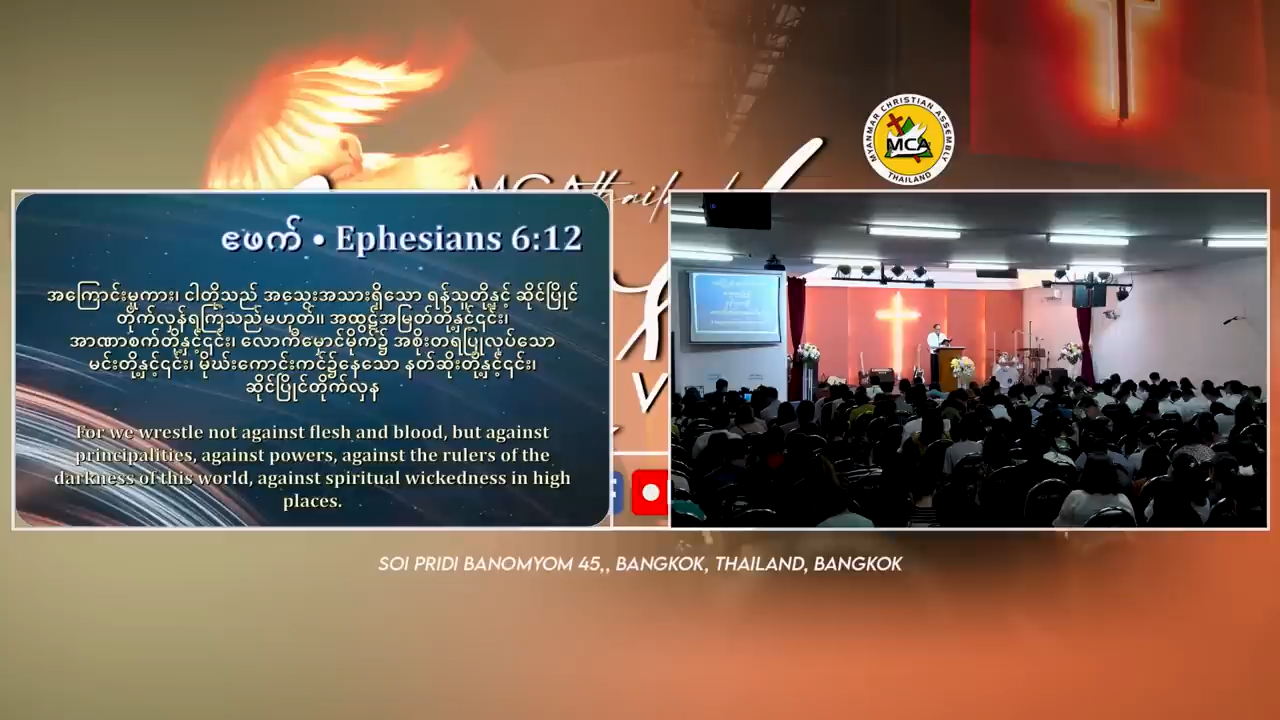 MYANMAR CHRISTIAN ASSEMBLY
MCA
THAILAND
MCA thailand
ဧဖက် • Ephesians 6:12
အကြောင်းမူကား၊ ငါတို့သည် အသွေးအသားရှိသော ရန်သူတို့နှင့် ဆိုင်ပြိုင်
တိုက်လှန်ရကြသည်မဟုတ်။ အထွဋ်အမြတ်တို့နှင့်၎င်း၊
အာဏာစက်တို့နှင့်၎င်း၊ လောကီမှောင်မိုက်၌ အစိုးတရပြုလုပ်သော
မင်းတို့နှင့်၎င်း၊ မိုဃ်းကောင်းကင်၌နေသော နတ်ဆိုးတို့နှင့်၎င်း၊
ဆိုင်ပြိုင်တိုက်လှန
For we wrestle not against flesh and blood, but against
principalities, against powers, against the rulers of the
darkness of this world, against spiritual wickedness in high
places.
SOI PRIDI BANOMYOM 45,, BANGKOK, THAILAND, BANGKOK